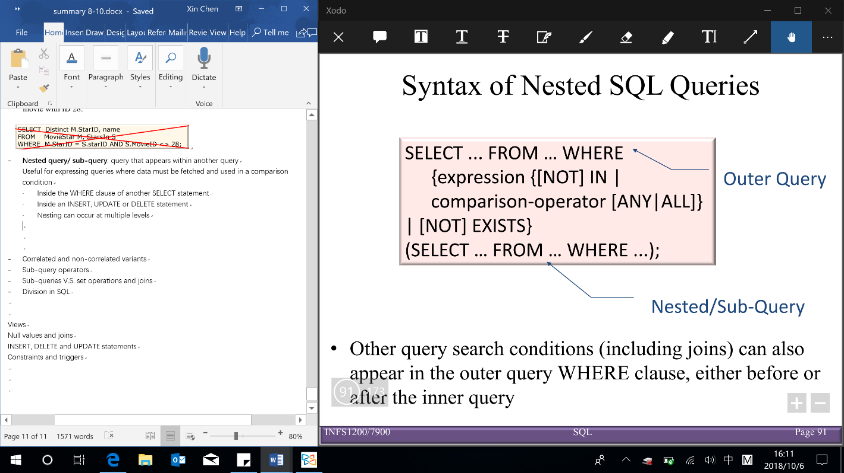 summary 8-10.docx - Saved
Xin Chen
File Home Insert Draw Desig Layou Refer Maili Review View Help Tell me
Paste
Font
Paragraph
Styles
Editing
Dictate
Clipboard
Voice
movie with ID 28.
SELECT Distinct M.StarID, name
FROM MovieStar M, StarsIn S
WHERE M.StarID = S.starID AND S.MovieID <> 28;
- Nested query/ sub-query: query that appears within another query
Useful for expressing queries where data must be fetched and used in a comparison
condition
- Inside the WHERE clause of another SELECT statement
- Inside an INSERT, UPDATE or DELETE statement
- Nesting can occur at multiple levels
- Correlated and non-correlated variants
- Sub-query operators
- Sub-queries V.S. set operations and joins
- Division in SQL
Views
Null values and joins
INSERT, DELETE and UPDATE statements
Constraints and triggers
Page 11 of 11 1571 words
80%
Xodo
Syntax of Nested SQL Queries
SELECT ... FROM ... WHERE
{expression {[NOT] IN |
comparison-operator [ANY|ALL]}
| [NOT] EXISTS}
(SELECT ... FROM ... WHERE ...);
Outer Query
Nested/Sub-Query
• Other query search conditions (including joins) can also
appear in the outer query WHERE clause, either before or
after the inner query
91
INFS1200/7900 SQL Page 91
中 M
16:11
2018/10/6